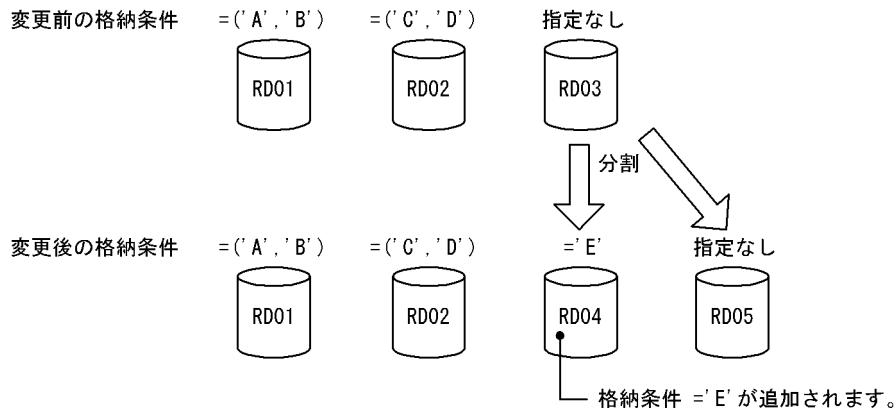 変更前の格納条件 =('A','B') =('C','D') 指定なし
RD01 RD02 RD03
分割
変更後の格納条件 =('A','B') =('C','D') ='E' 指定なし
RD01 RD02 RD04 RD05
格納条件 ='E'が追加されます。